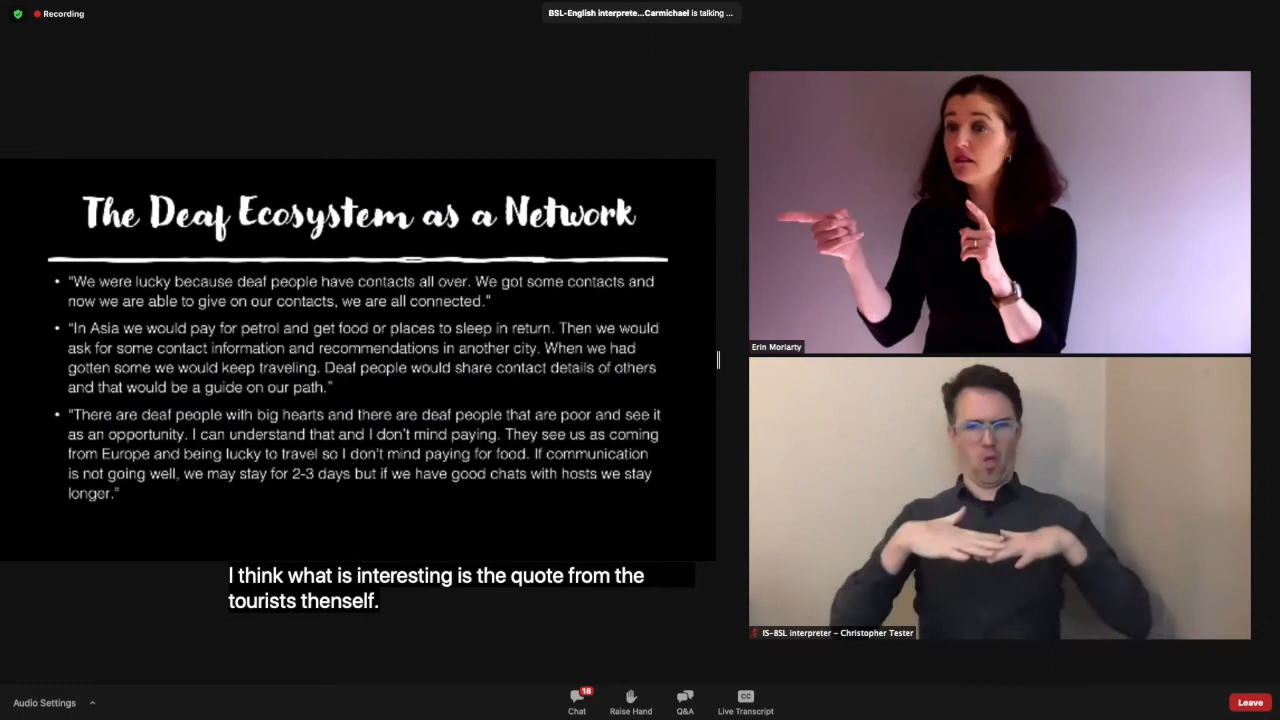 Recording
BSL-English interprete...Carmichael is talking ...
The Deaf Ecosystem as a Network
• "We were lucky because deaf people have contacts all over. We got some contacts and
now we are able to give on our contacts, we are all connected."
• "In Asia we would pay for petrol and get food or places to sleep in return. Then we would
ask for some contact information and recommendations in another city. When we had
gotten some we would keep traveling. Deaf people would share contact details of others
and that would be a guide on our path."
• "There are deaf people with big hearts and there are deaf people that are poor and see it
as an opportunity. I can understand that and I don't mind paying. They see us as coming
from Europe and being lucky to travel so I don't mind paying for food. If communication
is not going well, we may stay for 2-3 days but if we have good chats with hosts we stay
longer."
I think what is interesting is the quote from the
tourists thenself.
Erin Moriarty
IS-BSL interpreter – Christopher Tester
Audio Settings
18
Chat
Raise Hand
Q&A
CC
Live Transcript
Leave